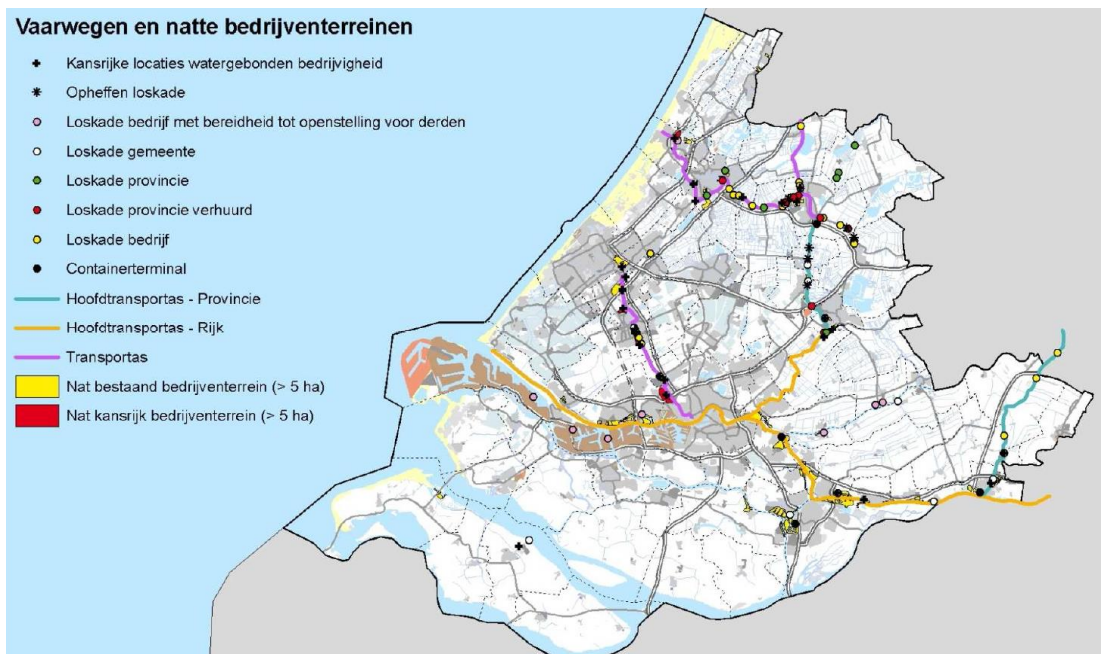 Vaarwegen en natte bedrijventerreinen
Kansrijke locaties watergebonden bedrijvigheid
Opheffen loskade
Loskade bedrijf met bereidheid tot openstelling voor derden
Loskade gemeente
Loskade provincie
Loskade provincie verhuurd
Loskade bedrijf
Containerterminal
Hoofdtransportas - Provincie
Hoofdtransportas - Rijk
Transportas
Nat bestaand bedrijventerrein (> 5 ha)
Nat kansrijk bedrijventerrein (> 5 ha)